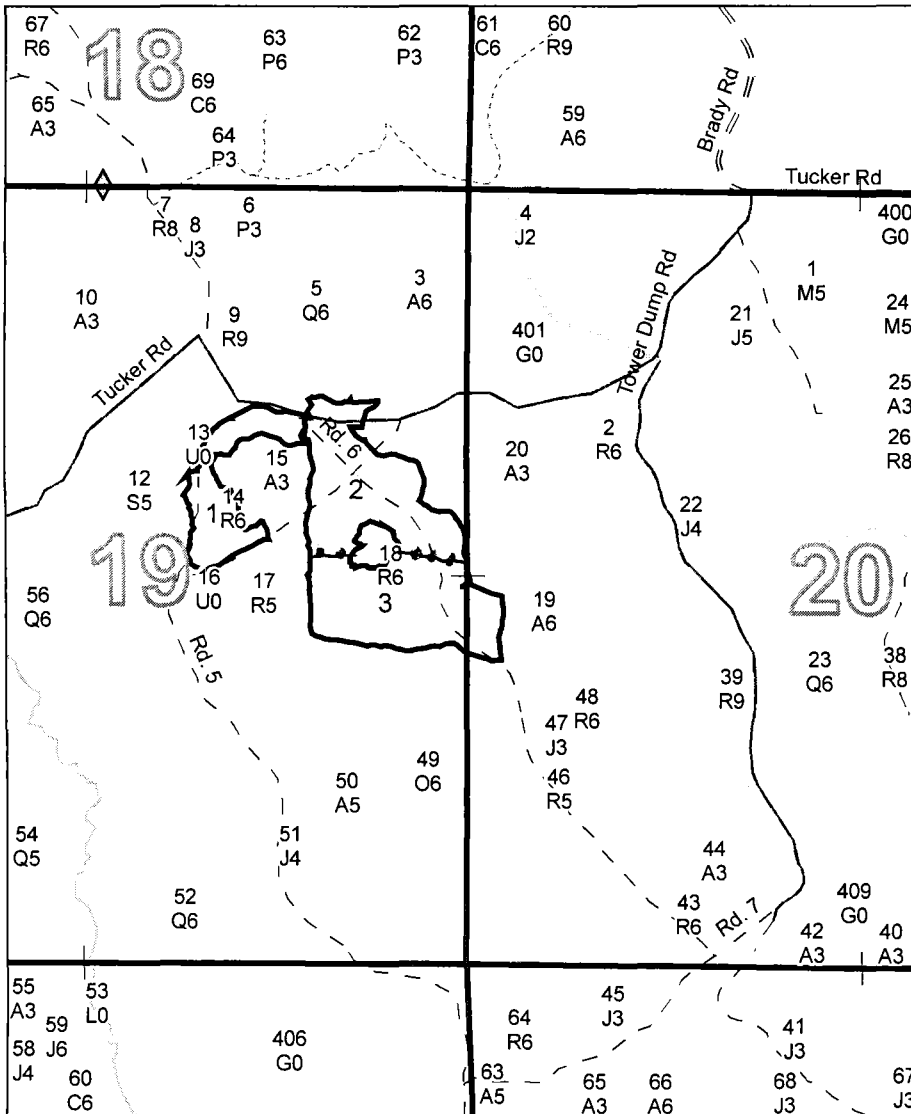 67
R6
18
63
P6
62
P3
61
C6
60
R9
69
C6
65
A3
64
P3
59
A6
Brady Rd
Tucker Rd
7
R8
8
J3
6
P3
4
J2
400
G0
10
A3
9
R9
5
Q6
3
A6
401
G0
Tower Dump Rd
1
M5
21
J5
24
M5
25
A3
26
R8
Tucker Rd
13
U0
Rd. 6
15
A3
2
20
A3
2
R6
12
S5
14
R6
1
22
J4
19
16
U0
17
R5
18
R6
3
19
A6
20
56
Q6
Rd. 5
23
Q6
38
R8
39
R9
48
R6
47
J3
46
R5
49
O6
50
A5
51
J4
54
Q5
52
Q6
44
A3
43
R6
Rd. 7
409
G0
42
A3
40
A3
55
A3
53
L0
59
J6
58
J4
60
C6
406
G0
64
R6
45
J3
41
J3
63
A5
65
A3
66
A6
68
J3
67
J3